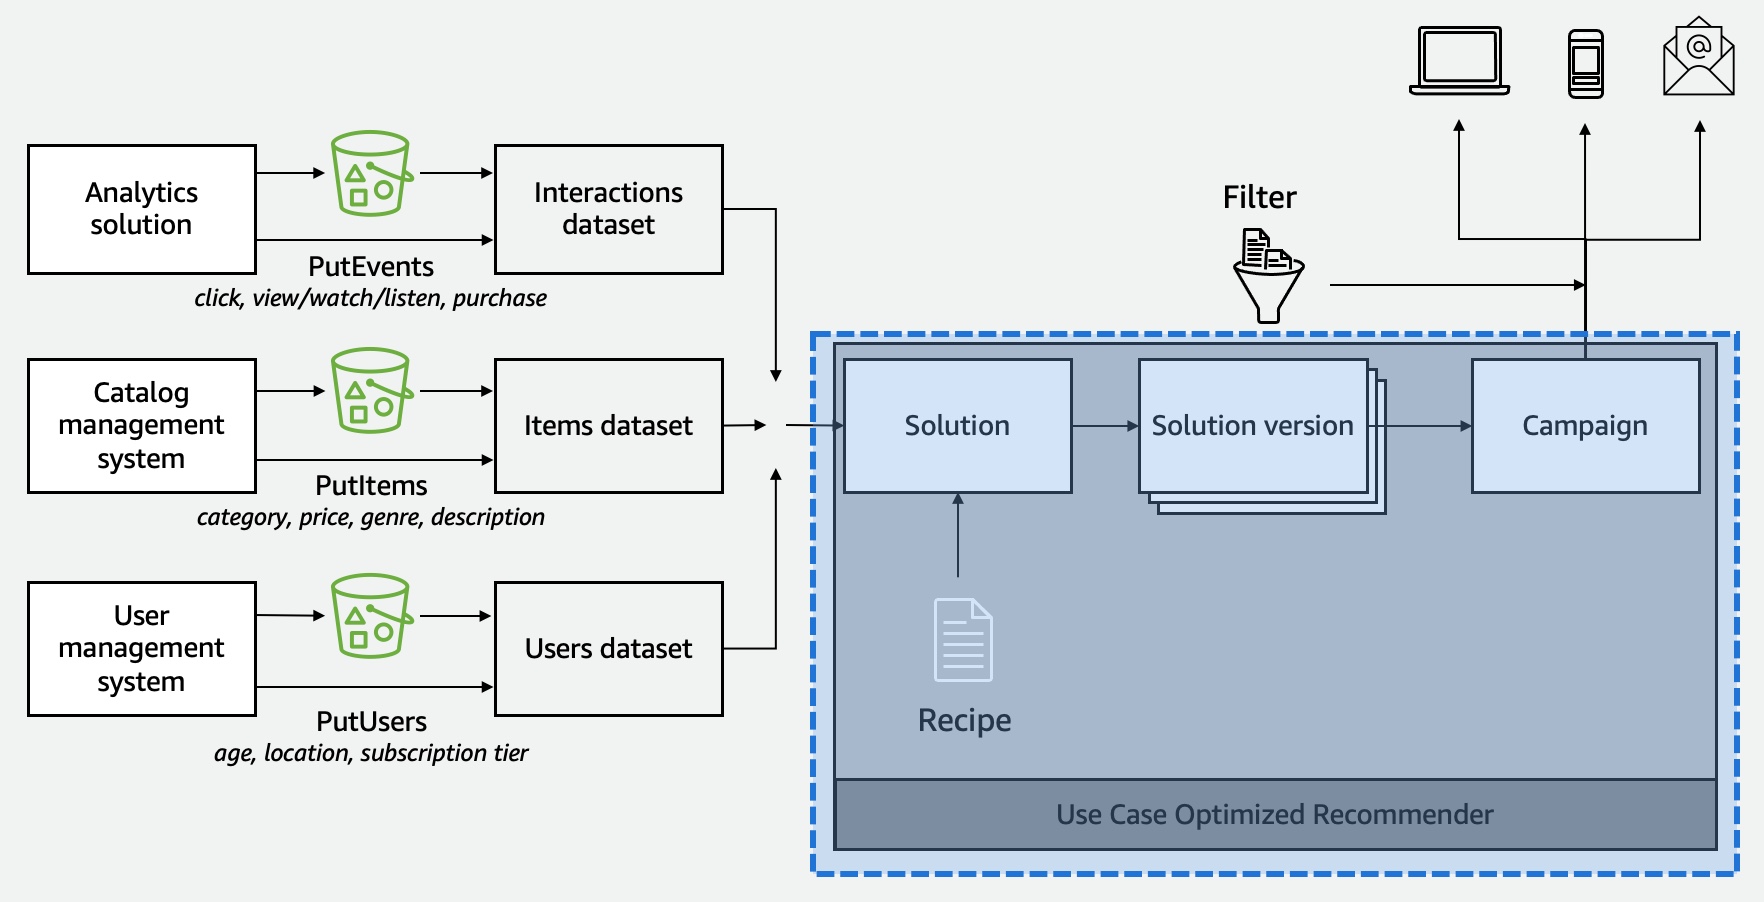 Analytics
solution
PutEvents
click, view/watch/listen, purchase
Interactions
dataset
Catalog
management
system
PutItems
category, price, genre, description
Items dataset
User
management
system
PutUsers
age, location, subscription tier
Users dataset
Filter
@
Solution
Solution version
Campaign
Recipe
Use Case Optimized Recommender